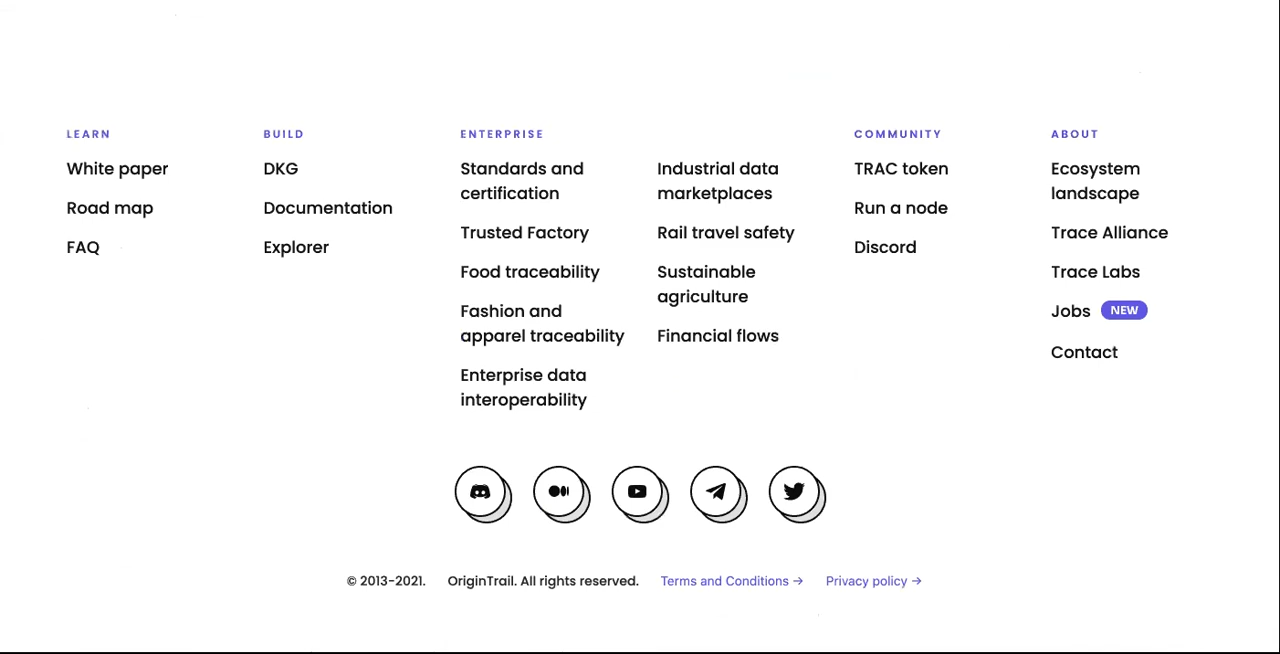 LEARN
White paper
Road map
FAQ
BUILD
DKG
Documentation
Explorer
ENTERPRISE
Standards and
certification
Trusted Factory
Food traceability
Fashion and
apparel traceability
Enterprise data
interoperability
Industrial data
marketplaces
Rail travel safety
Sustainable
agriculture
Financial flows
COMMUNITY
TRAC token
Run a node
Discord
ABOUT
Ecosystem
landscape
Trace Alliance
Trace Labs
Jobs NEW
Contact
© 2013-2021. OriginTrail. All rights reserved. Terms and Conditions → Privacy policy →